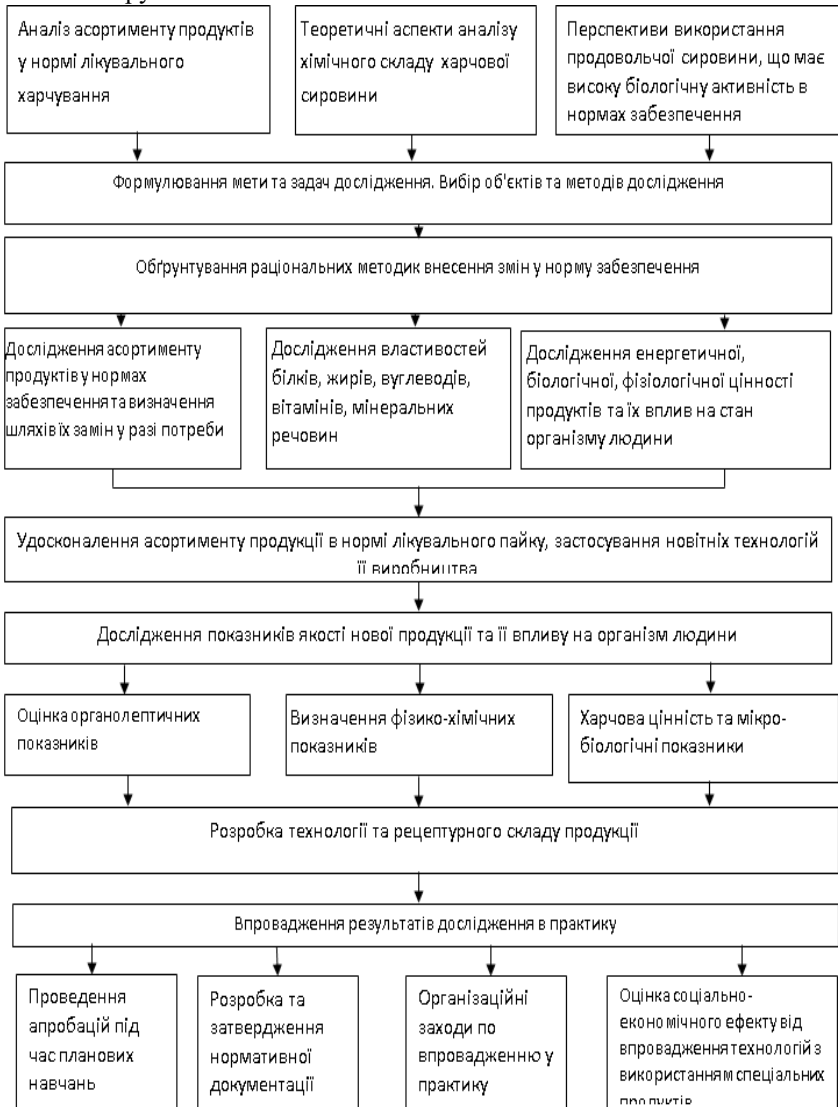 Аналіз асортименту продуктів
у нормі лікувального
харчування
Теоретичні аспекти аналізу
хімічного складу харчової
сировини
Перспективи використання
продовольчої сировини, що має
високу біологічну активність в
нормах забезпечення
Формулювання мети та задач дослідження. Вибір об'єктів та методів дослідження
Обґрунтування раціональних методик внесення змін у норму забезпечення
Дослідження асортименту
продуктів у нормах
забезпечення та визначення
шляхів їх замін у разі потреби
Дослідження властивостей
білків, жирів, вуглеводів,
вітамінів, мінеральних
речовин
Дослідження енергетичної,
біологічної, фізіологічної цінності
продуктів та їх вплив на стан
організму людини
Удосконалення асортименту продукції в нормі лікувального пайку, застосування новітніх технологій
її виробництва
Дослідження показників якості нової продукції та її впливу на організм людини
Оцінка органолептичних
показників
Визначення фізико-хімічних
показників
Харчова цінність та мікро-
біологічні показники
Розробка технології та рецептурного складу продукції
Впровадження результатів дослідження в практику
Проведення
апробацій під
час планових
навчань
Розробка та
затвердження
нормативної
документації
Організаційні
заходи по
впровадженню у
практику
Оцінка соціально-
економічного ефекту від
впровадження технологій з
використанням спеціальних
продуктів